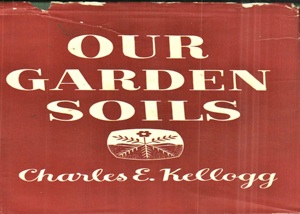 OUR
GARDEN
SOILS
Charles E. Kellogg